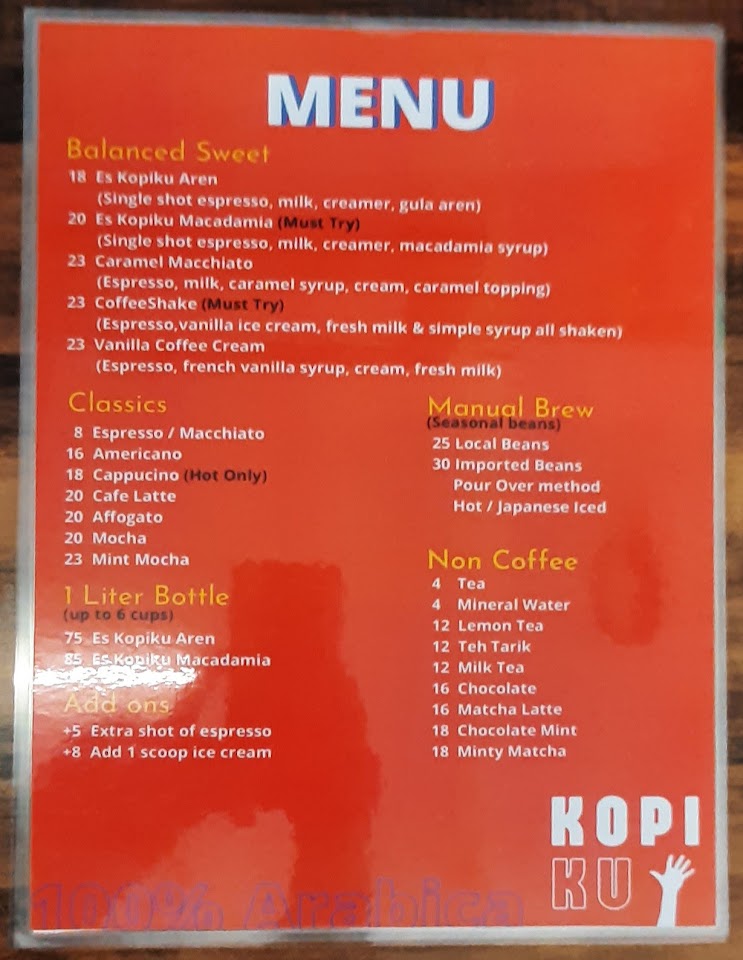 MENU
Balanced Sweet
18 Es Kopiku Aren
(Single shot espresso, milk, creamer, gula aren)
20 Es Kopiku Macadamia (Must Try)
(Single shot espresso, milk, creamer, macadamia syrup)
23 Caramel Macchiato
(Espresso, milk, caramel syrup, cream, caramel topping)
23 CoffeeShake (Must Try)
(Espresso,vanilla ice cream, fresh milk & simple syrup all shaken)
23 Vanilla Coffee Cream
(Espresso, french vanilla syrup, cream, fresh milk)
Classics
8 Espresso / Macchiato
16 Americano
18 Cappucino (Hot Only)
20 Cafe Latte
20 Affogato
20 Mocha
23 Mint Mocha
1 Liter Bottle
(up to 6 cups)
75 Es Kopiku Aren
85 Es Kopiku Macadamia
Add ons
+5 Extra shot of espresso
+8 Add 1 scoop ice cream
Manual Brew
(Seasonal beans)
25 Local Beans
30 Imported Beans
Pour Over method
Hot / Japanese Iced
Non Coffee
4 Tea
4 Mineral Water
12 Lemon Tea
12 Teh Tarik
12 Milk Tea
16 Chocolate
16 Matcha Latte
18 Chocolate Mint
18 Minty Matcha
100% Arabica
KOPI
KU